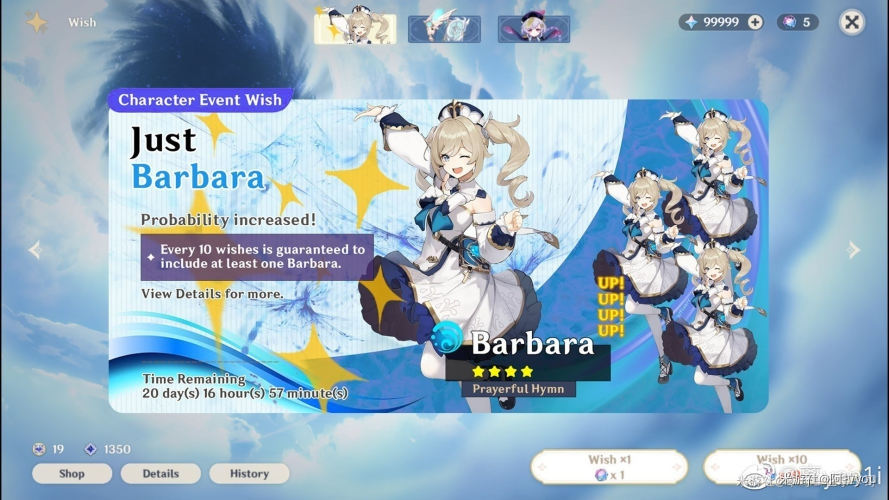 Wish
99999
5
Character Event Wish
Just
Barbara
Probability increased!
Every 10 wishes is guaranteed to
include at least one Barbara.
View Details for more.
UP!
UP!
UP!
UP!
Barbara
Prayerful Hymn
Time Remaining
20 day(s) 16 hour(s) 57 minute(s)
19
1350
Shop
Details
History
Wish ×1
x 1
Wish ×10